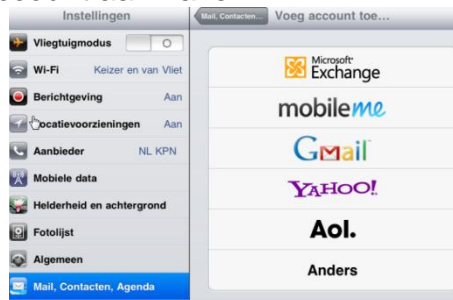 Instellingen
Mail, Contacten...
Voeg account toe...
Vliegtuigmodus
Wi-Fi Keizer en van Vliet
Berichtgeving Aan
Locatievoorzieningen Aan
Aanbieder NL KPN
Mobiele data
Helderheid en achtergrond
Fotolijst
Algemeen
Mail, Contacten, Agenda
Microsoft
Exchange
mobileme
Gmail
YAHOO!
Aol.
Anders